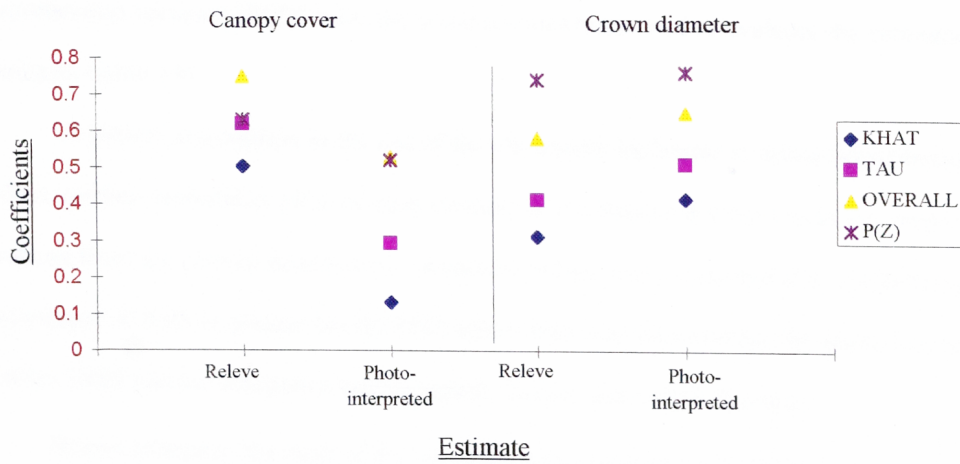 Canopy cover
Crown diameter
0.8
0.7
0.6
0.5
0.4
0.3
0.2
0.1
0
Coefficients
Releve
Photo-
interpreted
Releve
Photo-
interpreted
Estimate
KHAT
TAU
OVERALL
P(Z)